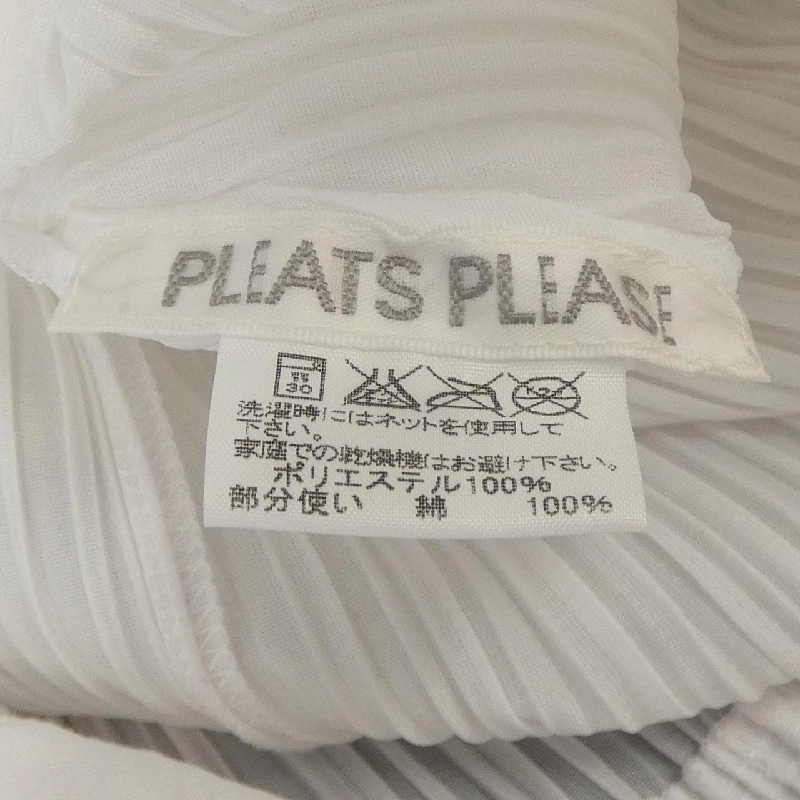 PLEATS PLEASE
弱
30
洗濯時にはネットを使用して
下さい。
家庭での乾燥機はお避け下さい。
ポリエステル100%
部分使い 綿 100%